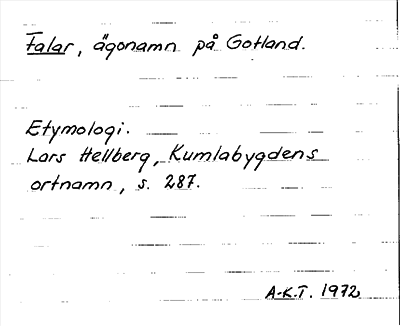 Falar, ägonamn på Gotland.
Etymologi.
Lars Hellberg, Kumlabygdens
ortnamn, s. 287.
A.K.T. 1972